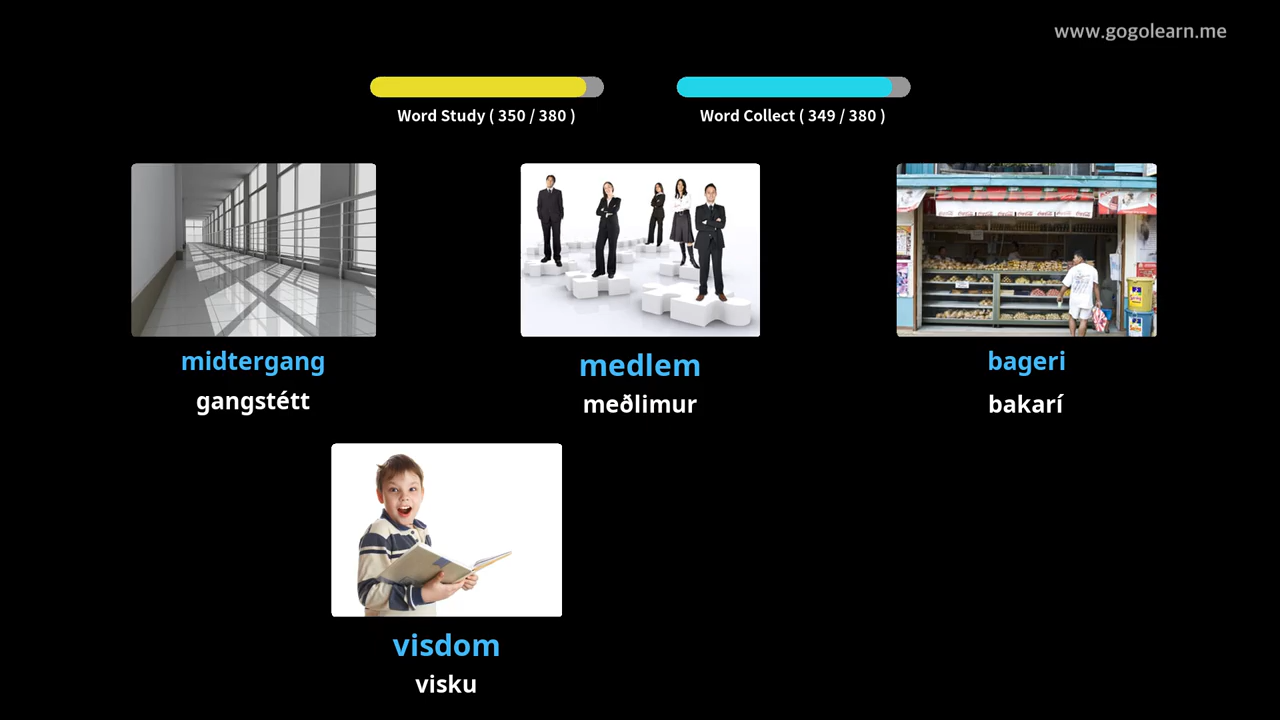 www.gogolearn.me
Word Study ( 350 / 380 )
Word Collect ( 349 / 380 )
midtergang
gangstétt
medlem
meðlimur
bageri
bakarí
visdom
visku